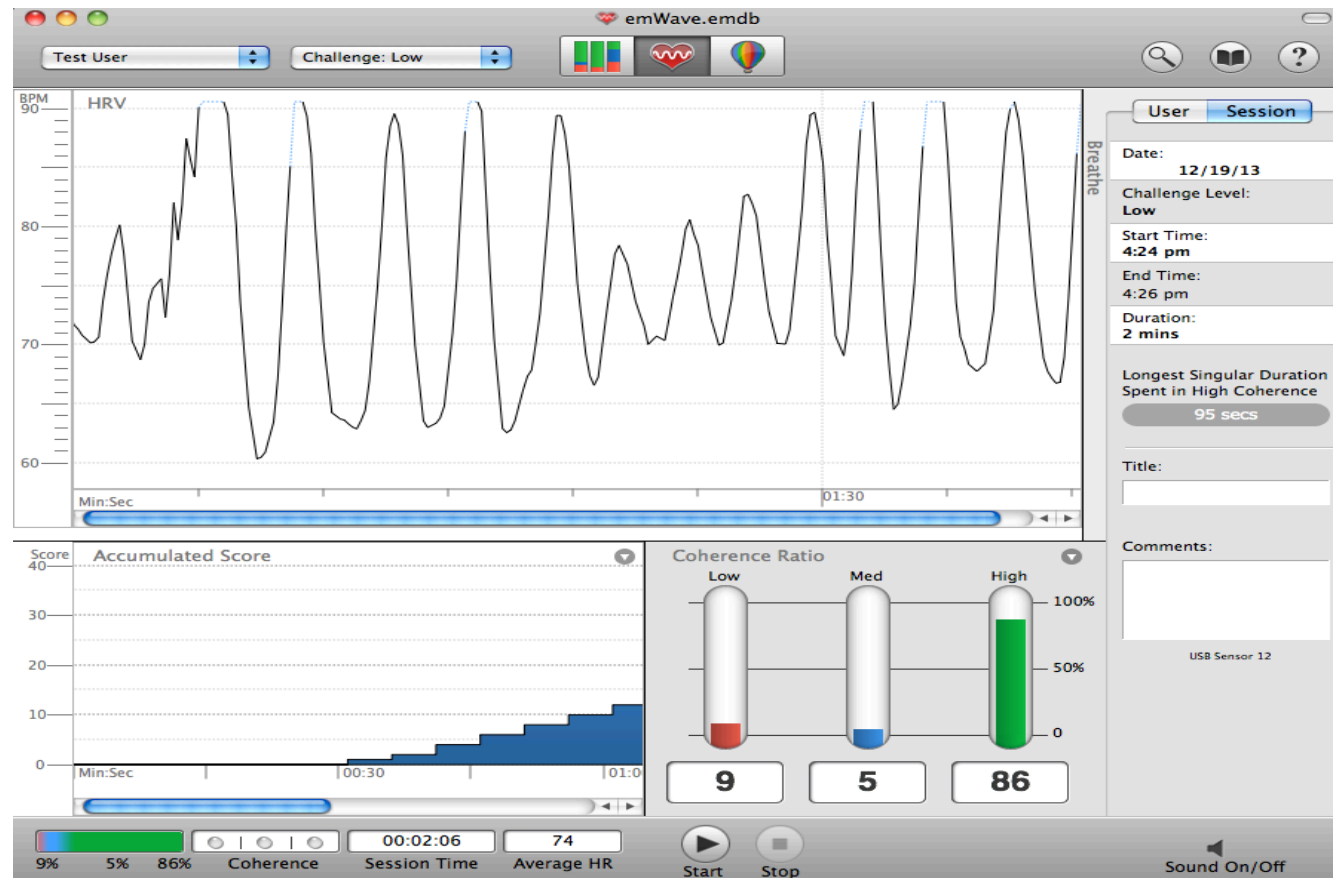 emWave.emdb
Test User
Challenge: Low
?
BPM
HRV
90
80
70
60
Breathe
Min:Sec
01:30
User Session
Date:
12/19/13
Challenge Level:
Low
Start Time:
4:24 pm
End Time:
4:26 pm
Duration:
2 mins
Longest Singular Duration
Spent in High Coherence
95 secs
Title:
Comments:
USB Sensor 12
Score
Accumulated Score
40
30
20
10
0
Min:Sec
00:30
01:0
Coherence Ratio
Low Med High
100%
50%
0
9 5 86
9% 5% 86%
Coherence
00:02:06
Session Time
74
Average HR
Start
Stop
Sound On/Off